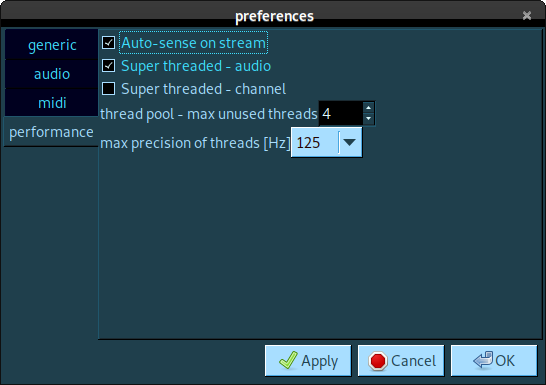 preferences
generic
audio
midi
performance
Auto-sense on stream
Super threaded - audio
Super threaded - channel
thread pool - max unused threads 4
max precision of threads [Hz] 125
Apply
Cancel
OK